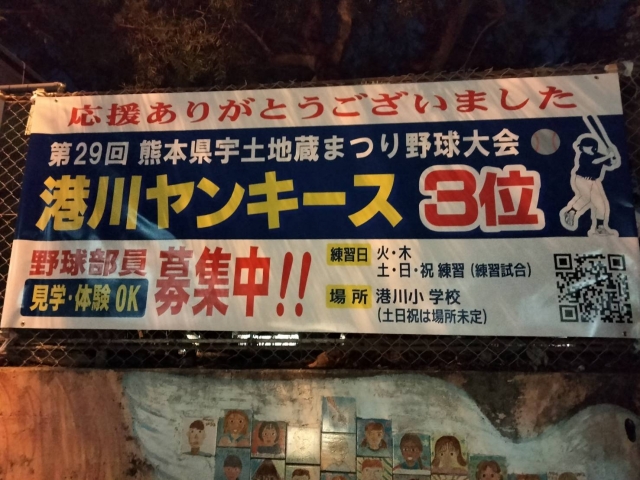 応援ありがとうございました
第29回 熊本県宇土地蔵まつり野球大会
港川ヤンキース 3位
野球部員 募集中!!
見学・体験 OK
練習日 火・木
土・日・祝 練習 (練習試合)
場所 港川小学校
(土日祝は場所未定)